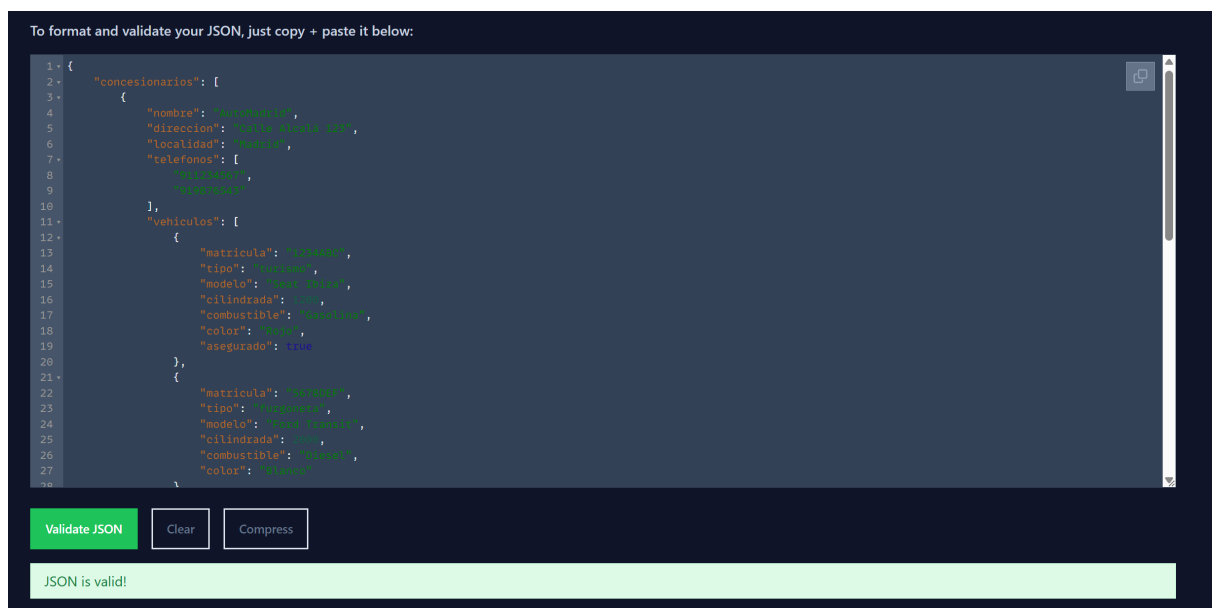 To format and validate your JSON, just copy + paste it below:
1 {
2 "concesionarios": [
3 {
4 "nombre": "AutoMadrid",
5 "direccion": "Calle Alcalá 123",
6 "localidad": "Madrid",
7 "telefonos": [
8 "911234567",
9 "919876543"
10 ],
11 "vehiculos": [
12 {
13 "matricula": "1234ABC",
14 "tipo": "turismo",
15 "modelo": "Seat Ibiza",
16 "cilindrada": ,
17 "combustible": "Gasolina",
18 "color": "Rojo",
19 "asegurado": true
20 },
21 {
22 "matricula": "5678DEF",
23 "tipo": "furgoneta",
24 "modelo": "Ford Transit",
25 "cilindrada": ,
26 "combustible": "Diesel",
27 "color": "Blanco"
28 }
Validate JSON Clear Compress
JSON is valid!